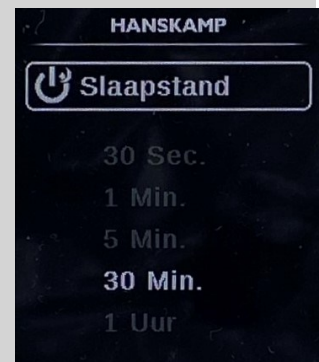 HANSKAMP
Slaapstand
30 Sec.
1 Min.
5 Min.
30 Min.
1 Uur